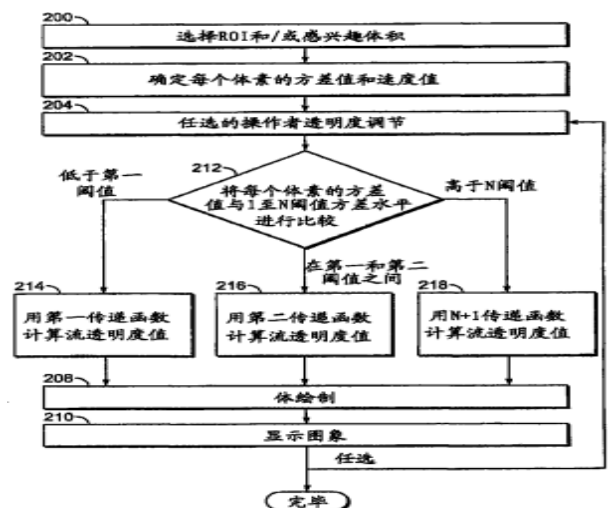 200
选择ROI和/或感兴趣体积
202
确定每个体素的方差值和速度值
204
任选的操作者透明度调节
低于第一
阈值
212
将每个体素的方差
值与1至N阈值方差水平
进行比较
高于N阈值
在第一和第二
阈值之间
214
用第一传递函数
计算流透明度值
216
用第二传递函数
计算流透明度值
218
用N+1传递函数
计算流透明度值
208
体绘制
210
显示图象
任选
完毕